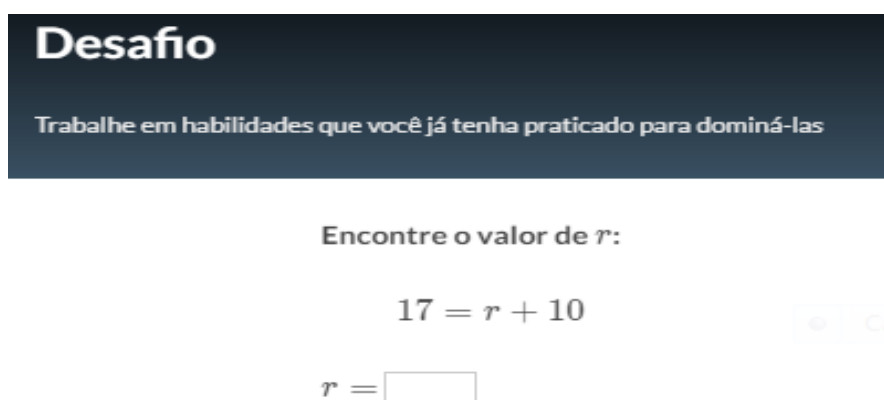 Desafio
Trabalhe em habilidades que você já tenha praticado para dominá-las
Encontre o valor de r:
17 = r + 10
r =